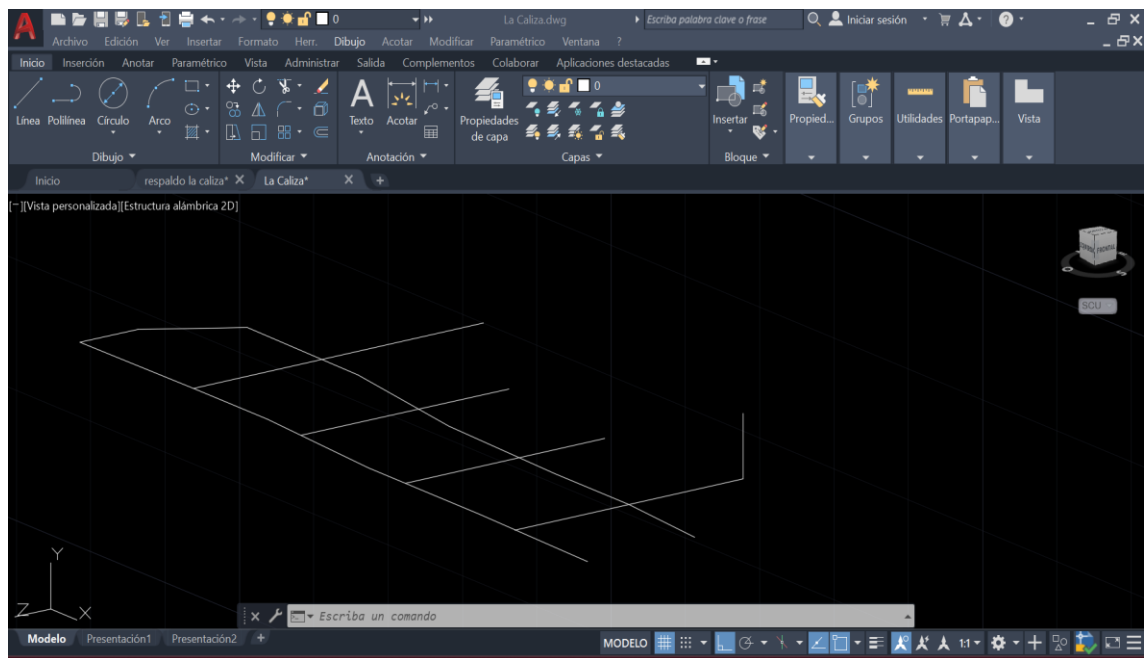 0
La Caliza.dwg
Escriba palabra clave o frase
Iniciar sesión
Archivo Edición Ver Insertar Formato Herr. Dibujo Acotar Modificar Paramétrico Ventana ?
Inicio Inserción Anotar Paramétrico Vista Administrar Salida Complementos Colaborar Aplicaciones destacadas
0
Línea Polilínea Círculo Arco Texto Acotar Propiedades de capa Insertar Propied... Grupos Utilidades Portapap... Vista
Dibujo Modificar Anotación Capas Bloque
Inicio respaldo la caliza* La Caliza*
[−][Vista personalizada][Estructura alámbrica 2D]
FRONTAL
S
SCU
Y
Z X
Escriba un comando
Modelo Presentación1 Presentación2 + MODELO 1:1